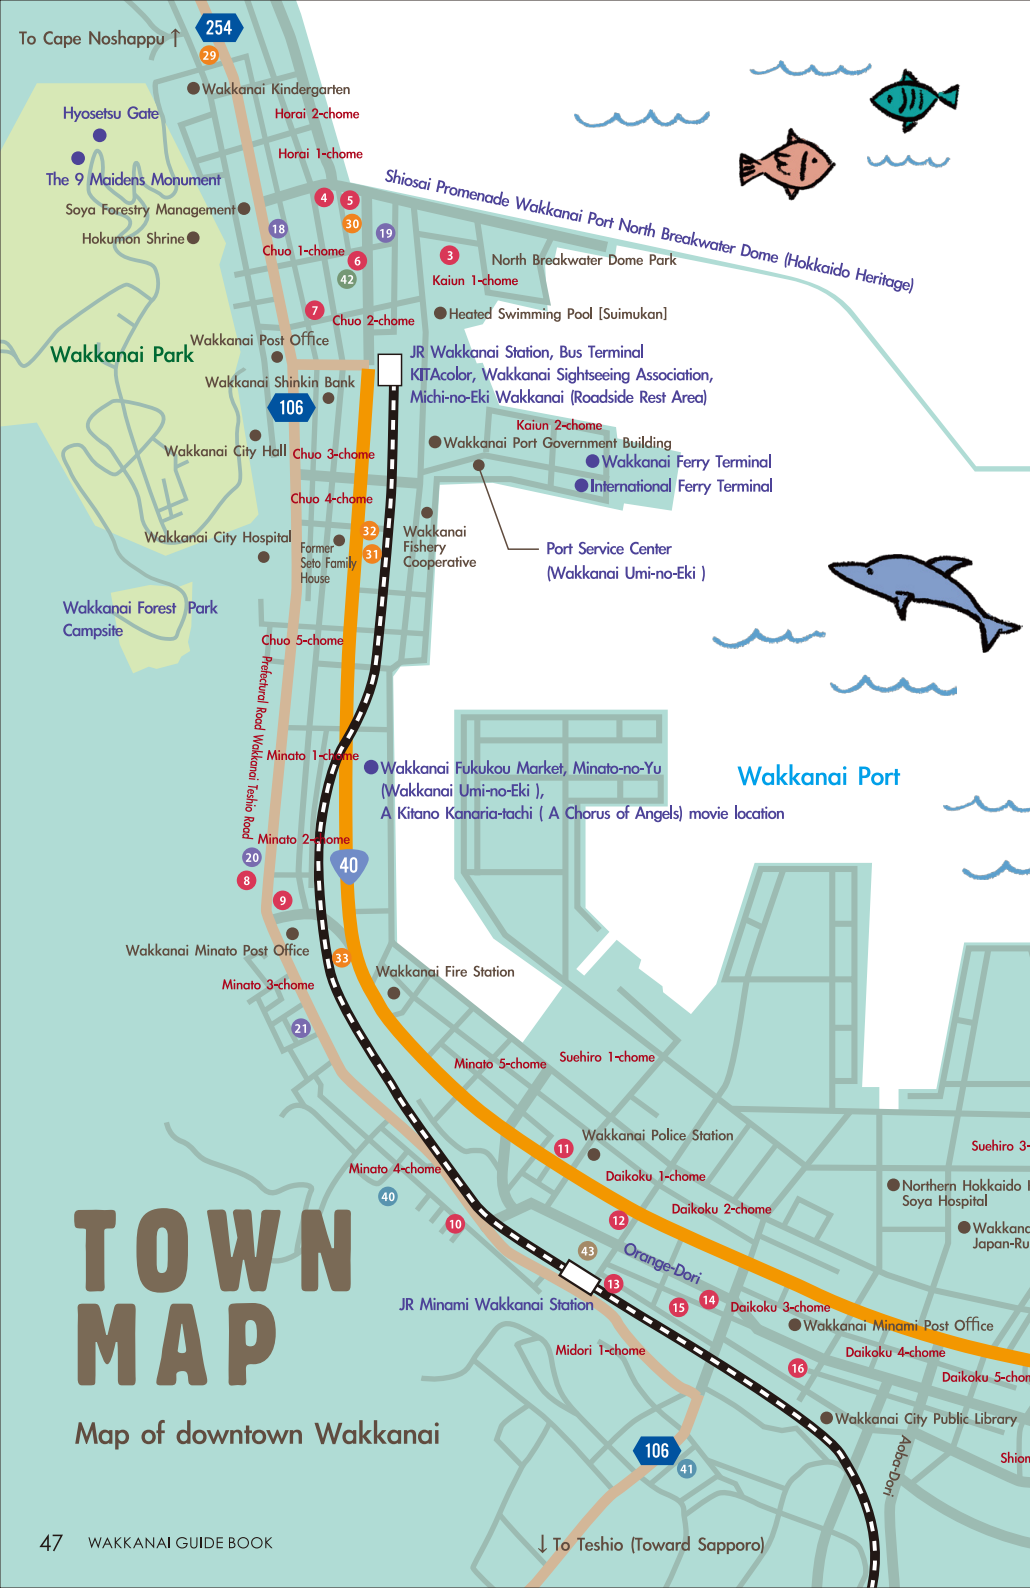 To Cape Noshappu ↑
254
29
Wakkanai Kindergarten
Hyosetsu Gate
Horai 2-chome
Horai 1-chome
The 9 Maidens Monument
Shiosai Promenade Wakkanai Port North Breakwater Dome (Hokkaido Heritage)
4
5
Soya Forestry Management
30
18
19
Hokumon Shrine
Chuo 1-chome
3
6
North Breakwater Dome Park
42
Kaiun 1-chome
7
Chuo 2-chome
Heated Swimming Pool [Suimukan]
Wakkanai Post Office
Wakkanai Park
JR Wakkanai Station, Bus Terminal
KITAcolor, Wakkanai Sightseeing Association,
Michi-no-Eki Wakkanai (Roadside Rest Area)
Wakkanai Shinkin Bank
106
Kaiun 2-chome
Wakkanai Port Government Building
Wakkanai City Hall
Chuo 3-chome
Wakkanai Ferry Terminal
International Ferry Terminal
Chuo 4-chome
32
Wakkanai
Fishery
Cooperative
Wakkanai City Hospital
Former
Seto Family
House
31
Port Service Center
(Wakkanai Umi-no-Eki )
Wakkanai Forest Park
Campsite
Chuo 5-chome
Prefectural Road Wakkanai Teshio Road
Minato 1-chome
Wakkanai Fukukou Market, Minato-no-Yu
(Wakkanai Umi-no-Eki ),
A Kitano Kanaria-tachi ( A Chorus of Angels) movie location
Wakkanai Port
Minato 2-chome
20
40
8
9
Wakkanai Minato Post Office
33
Wakkanai Fire Station
Minato 3-chome
21
Minato 5-chome
Suehiro 1-chome
11
Wakkanai Police Station
Suehiro 3-
Minato 4-chome
Daikoku 1-chome
40
Northern Hokkaido
Soya Hospital
10
12
Daikoku 2-chome
Wakkana
Japan-Ru
43
Orange-Dori
13
JR Minami Wakkanai Station
15
14
Daikoku 3-chome
Wakkanai Minami Post Office
Midori 1-chome
Daikoku 4-chome
16
Daikoku 5-cho
Wakkanai City Public Library
Aoba-Dori
106
41
Shio
TOWN
MAP
Map of downtown Wakkanai
47 WAKKANAI GUIDE BOOK
↓ To Teshio (Toward Sapporo)